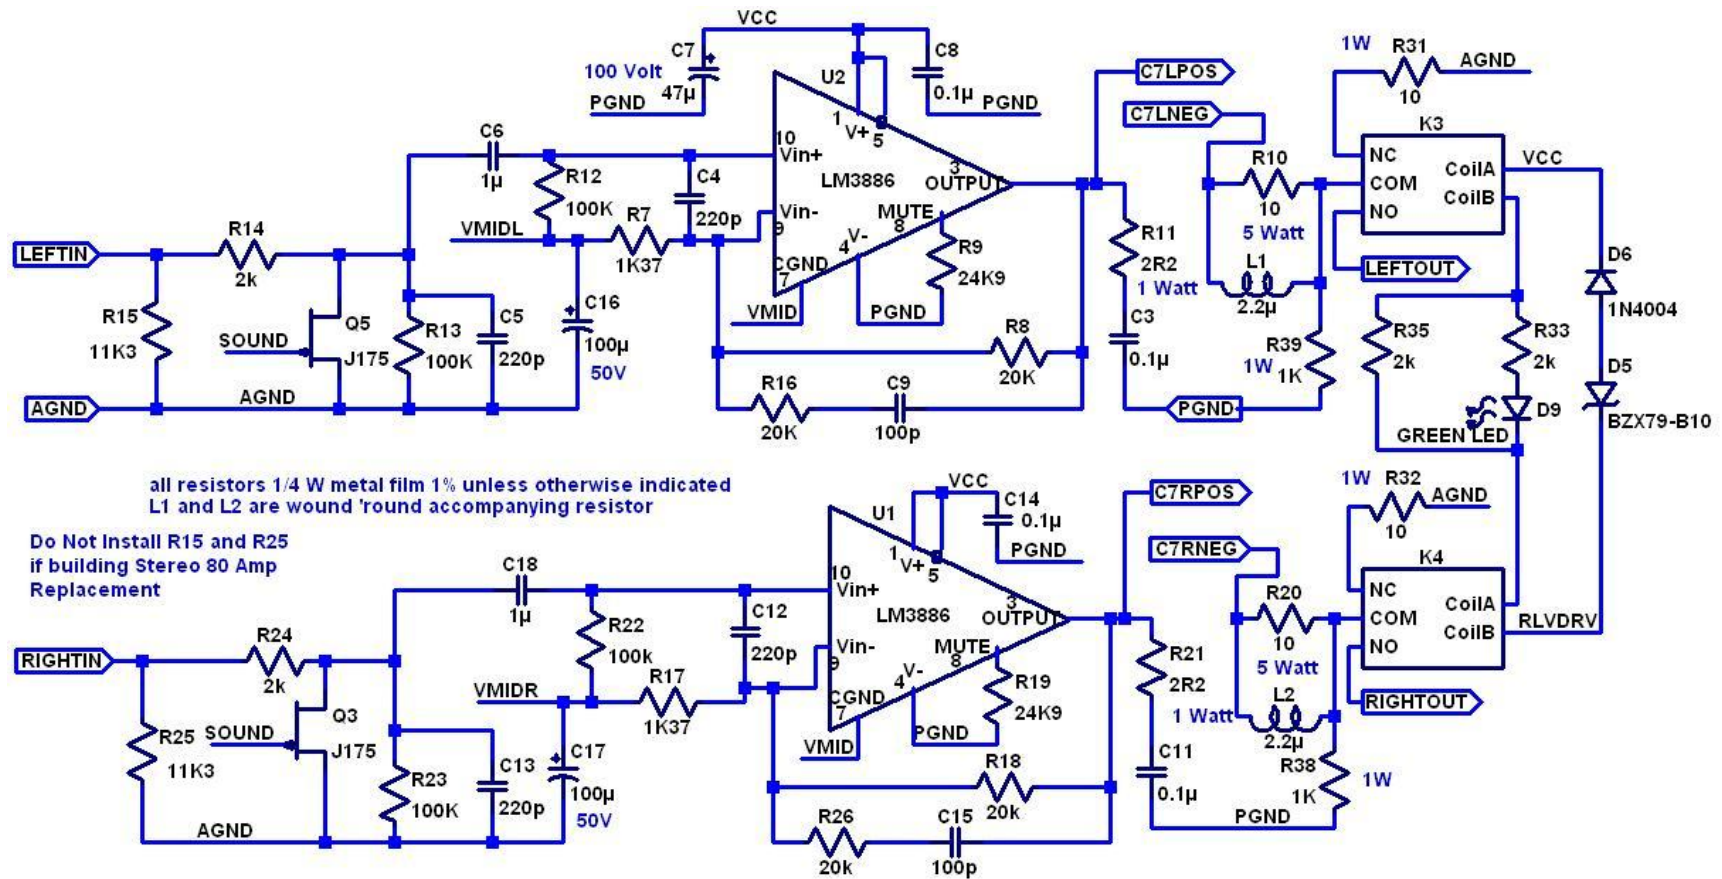 VCC
C7
100 Volt
47µ
PGND
U2
C8
0.1µ
PGND
1
V+
5
10
Vin+
LM3886
3
OUTPUT
Vin-
9
MUTE
8
4
V-
CGND
7
VMID
PGND
R9
24K9
C6
1µ
R12
100K
C4
220p
VMIDL
R7
1K37
LEFTIN
R14
2k
R15
11K3
SOUND
Q5
J175
R13
100K
C5
220p
C16
100µ
50V
AGND
AGND
R8
20K
R16
20K
C9
100p
C7LPOS
C7LNEG
R11
2R2
1 Watt
C3
0.1µ
PGND
R10
10
5 Watt
L1
2.2µ
R39
1W
1K
1W
R31
AGND
10
K3
NC
COM
NO
CoilA
CoilB
VCC
LEFTOUT
R35
2k
R33
2k
D6
1N4004
D5
BZX79-B10
D9
GREEN LED
all resistors 1/4 W metal film 1% unless otherwise indicated
L1 and L2 are wound 'round accompanying resistor
Do Not Install R15 and R25
if building Stereo 80 Amp
Replacement
VCC
C14
0.1µ
PGND
U1
1
V+
5
10
Vin+
LM3886
3
OUTPUT
Vin-
9
MUTE
8
4
V-
CGND
7
VMID
PGND
R19
24K9
C18
1µ
R22
100k
C12
220p
VMIDR
R17
1K37
RIGHTIN
R24
2k
R25
11K3
SOUND
Q3
J175
R23
100K
C13
220p
C17
100µ
50V
AGND
R18
20k
R26
20k
C15
100p
C7RPOS
C7RNEG
R21
2R2
1 Watt
C11
0.1µ
PGND
R20
10
5 Watt
L2
2.2µ
R38
1K
1W
1W
R32
AGND
10
K4
NC
COM
NO
CoilA
CoilB
RLVDRV
RIGHTOUT